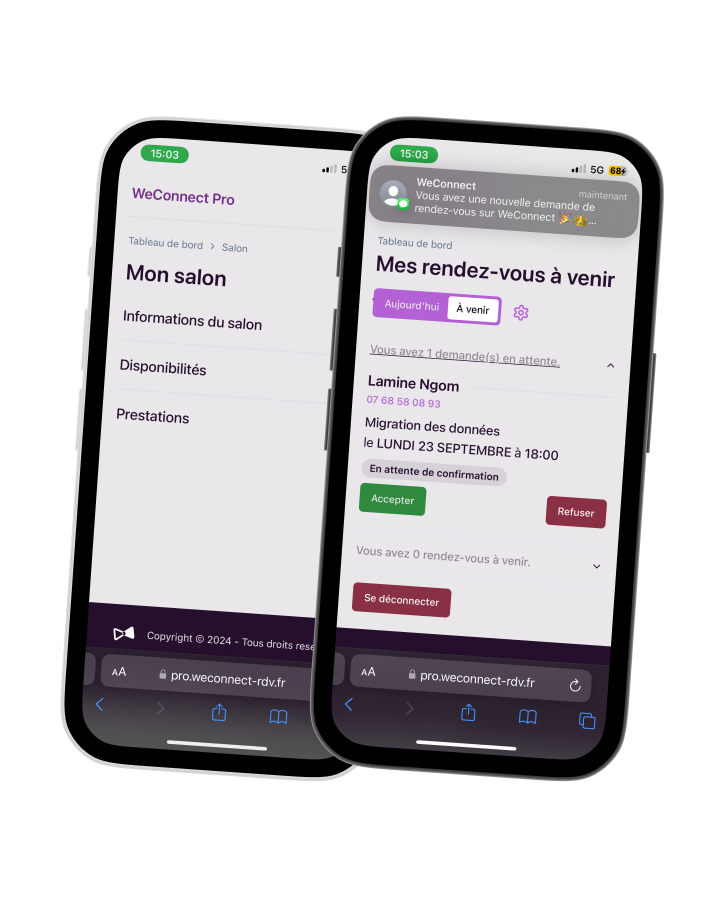 15:03
5
WeConnect Pro
Tableau de bord > Salon
Mon salon
Informations du salon
Disponibilités
Prestations
Copyright © 2024 - Tous droits rese
AA pro.weconnect-rdv.fr
15:03
5G 68
WeConnect
maintenant
Vous avez une nouvelle demande de
rendez-vous sur WeConnect 🎉...
Tableau de bord
Mes rendez-vous à venir
Aujourd'hui À venir
Vous avez 1 demande(s) en attente.
Lamine Ngom
07 68 58 08 93
Migration des données
le LUNDI 23 SEPTEMBRE à 18:00
En attente de confirmation
Accepter Refuser
Vous avez 0 rendez-vous à venir.
Se déconnecter
AA pro.weconnect-rdv.fr